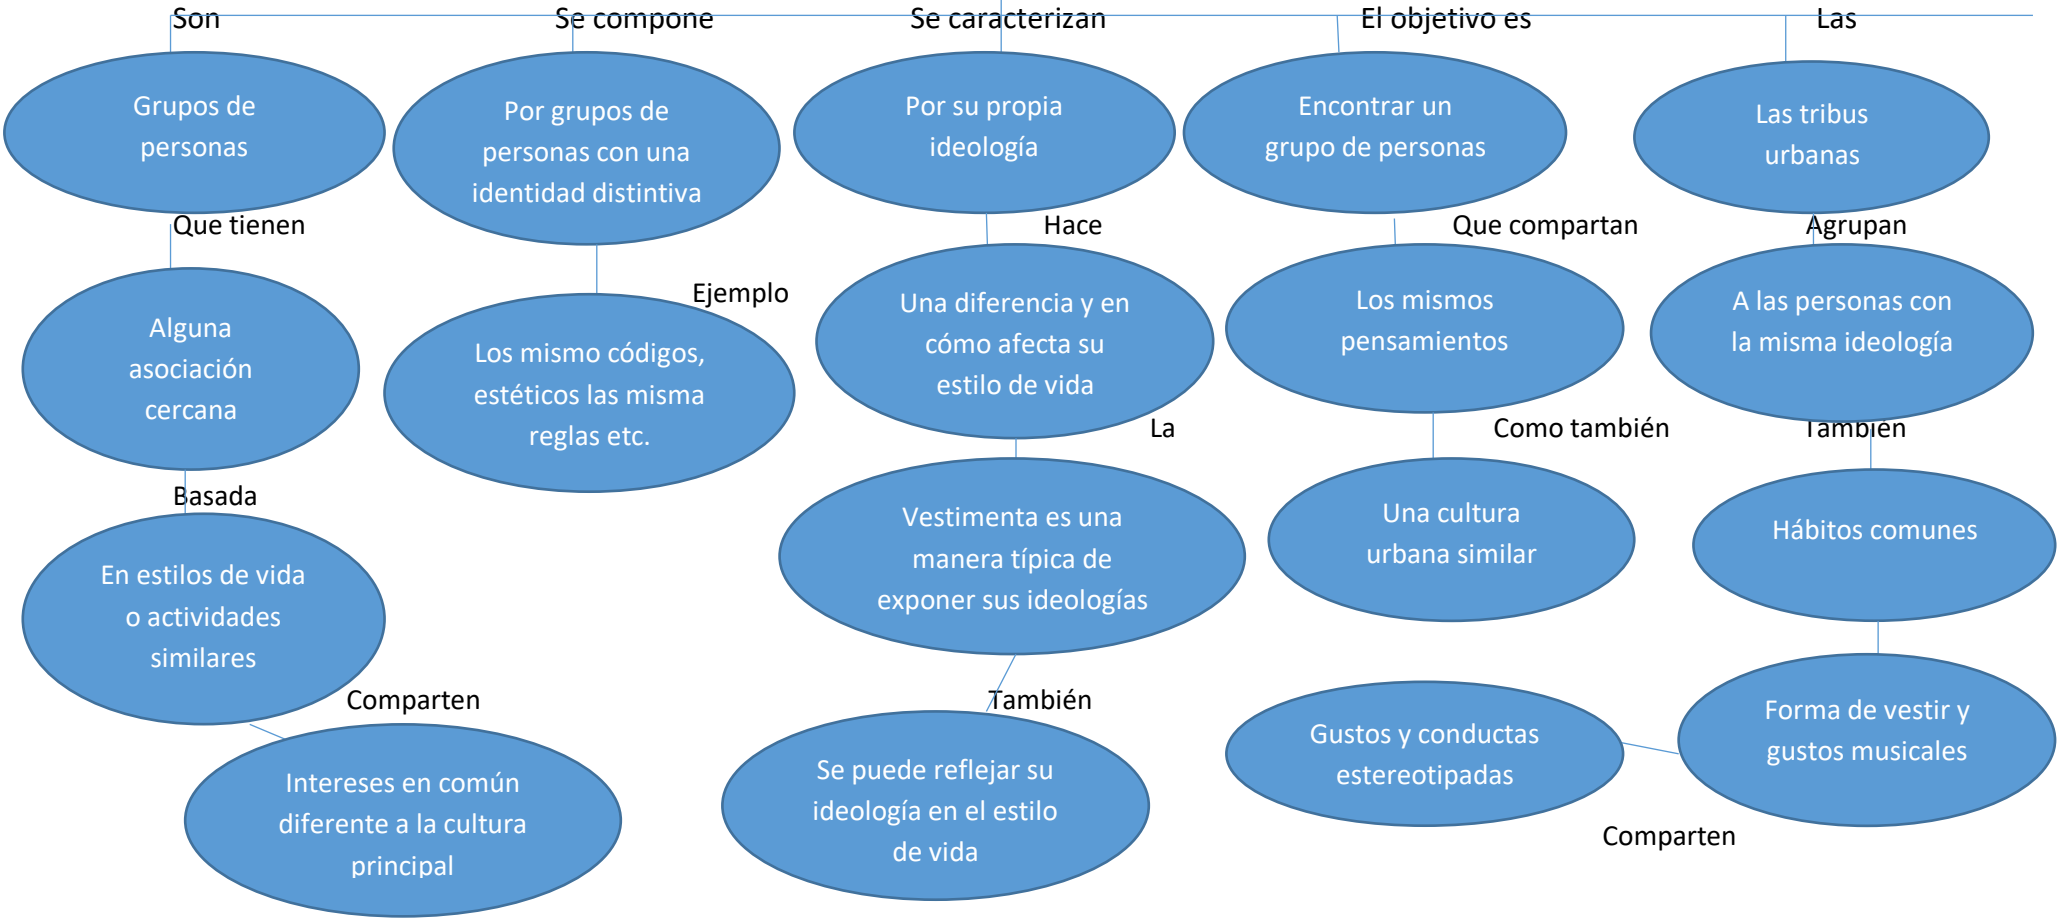 Son
Se compone
Se caracterizan
El objetivo es
Las
Grupos de
personas
Por grupos de
personas con una
identidad distintiva
Por su propia
ideología
Encontrar un
grupo de personas
Las tribus
urbanas
Que tienen
Ejemplo
Hace
Que compartan
Agrupan
Alguna
asociación
cercana
Los mismo códigos,
estéticos las misma
reglas etc.
Una diferencia y en
cómo afecta su
estilo de vida
Los mismos
pensamientos
A las personas con
la misma ideología
Basada
La
Como también
También
En estilos de vida
o actividades
similares
Vestimenta es una
manera típica de
exponer sus ideologías
Una cultura
urbana similar
Hábitos comunes
Comparten
También
Intereses en común
diferente a la cultura
principal
Se puede reflejar su
ideología en el estilo
de vida
Gustos y conductas
estereotipadas
Forma de vestir y
gustos musicales
Comparten